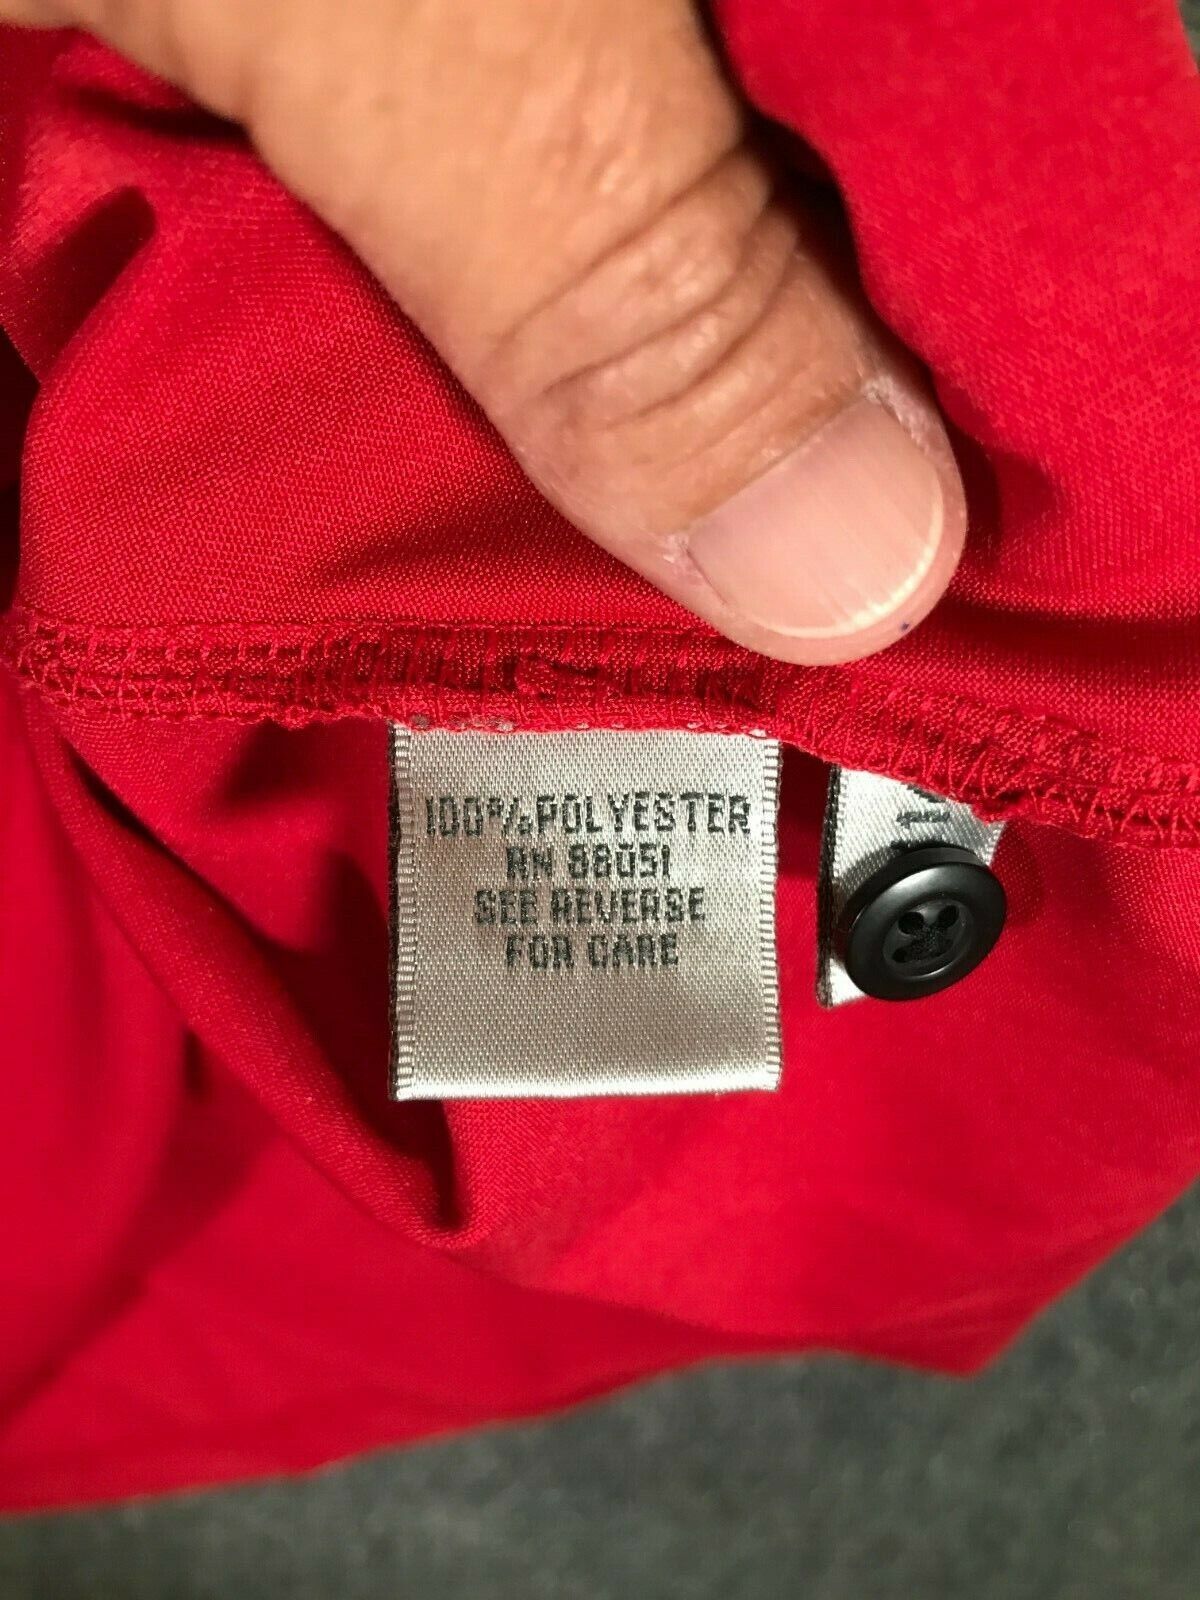 100% POLYESTER
RN 88051
SEE REVERSE
FOR CARE